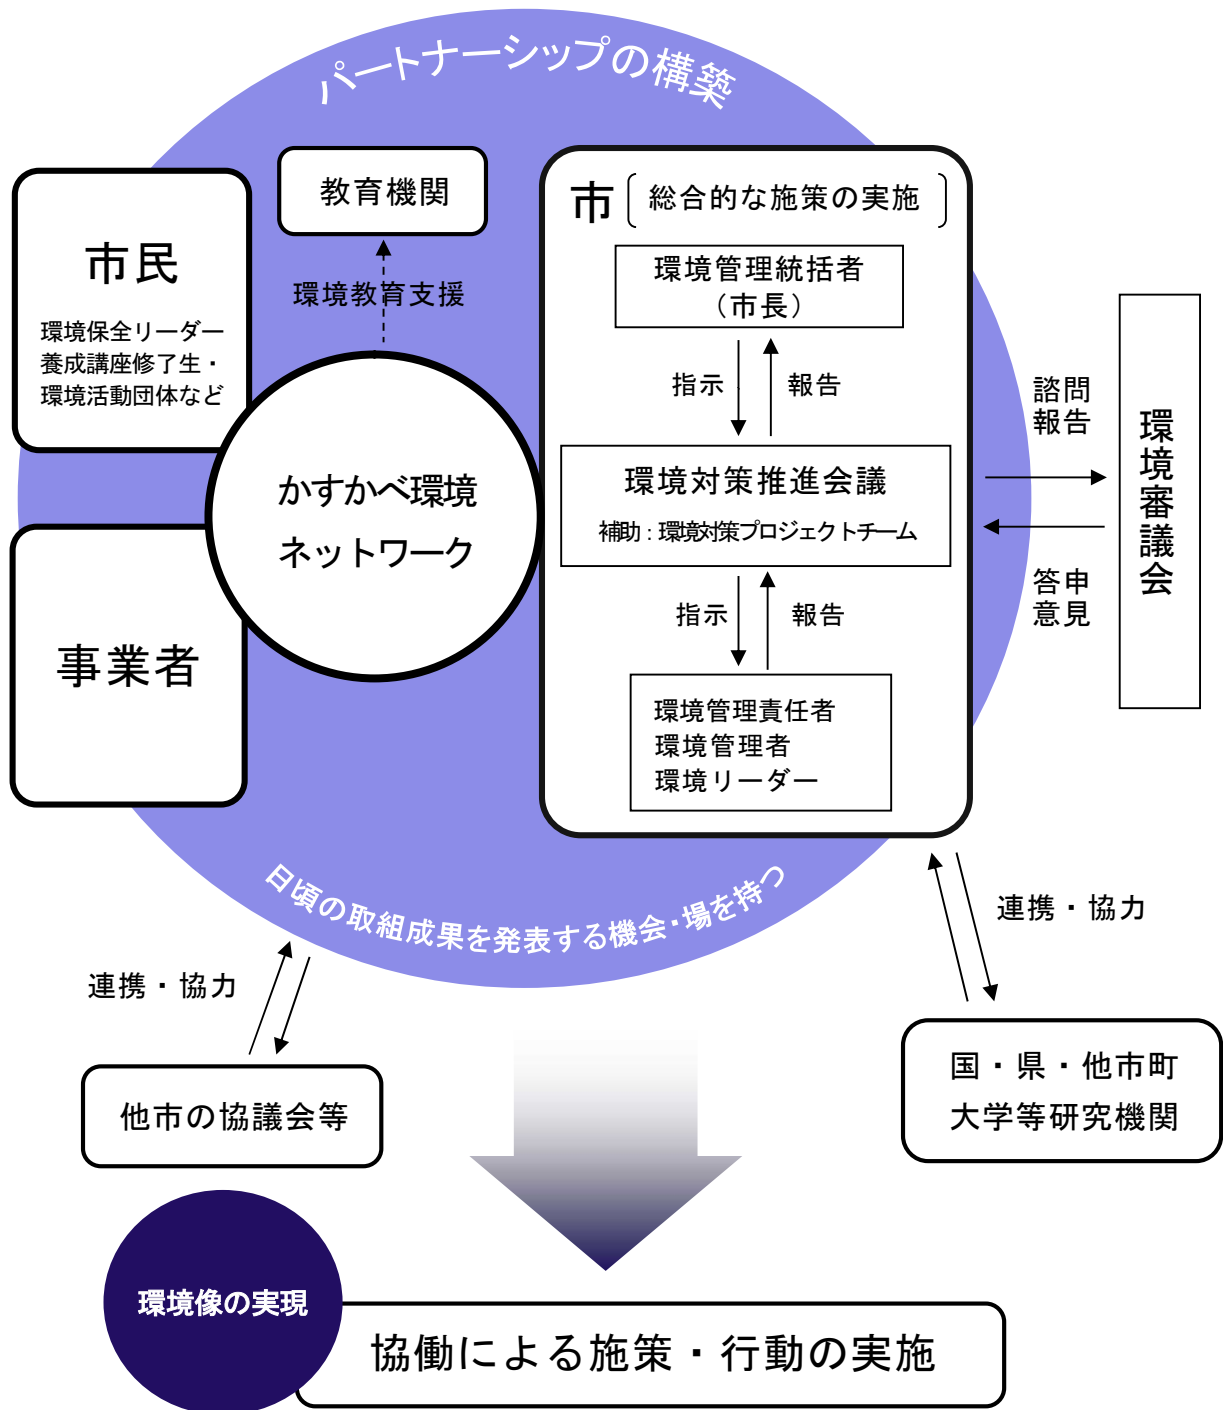 パートナーシップの構築
教育機関
環境教育支援
市民
環境保全リーダー
養成講座修了生・
環境活動団体など
かすかべ環境
ネットワーク
事業者
市
総合的な施策の実施
環境管理統括者
（市長）
指示
報告
環境対策推進会議
補助：環境対策プロジェクトチーム
指示
報告
環境管理責任者
環境管理者
環境リーダー
諮問
報告
答申
意見
環境審議会
日頃の取組成果を発表する機会・場を持つ
連携・協力
連携・協力
他市の協議会等
国・県・他市町
大学等研究機関
環境像の実現
協働による施策・行動の実施